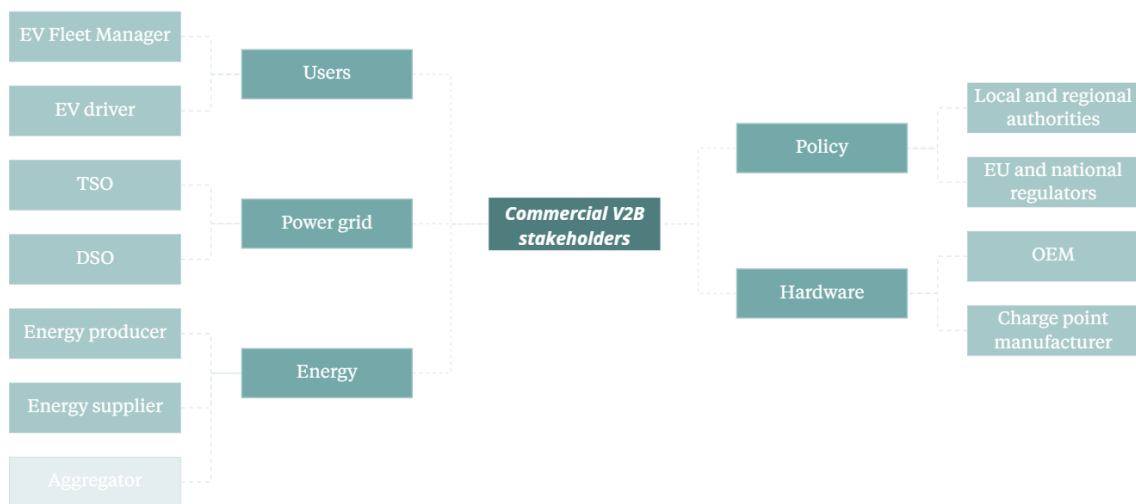 EV Fleet Manager
EV driver
TSO
DSO
Energy producer
Energy supplier
Aggregator
Users
Power grid
Energy
Commercial V2B
stakeholders
Policy
Hardware
Local and regional
authorities
EU and national
regulators
OEM
Charge point
manufacturer